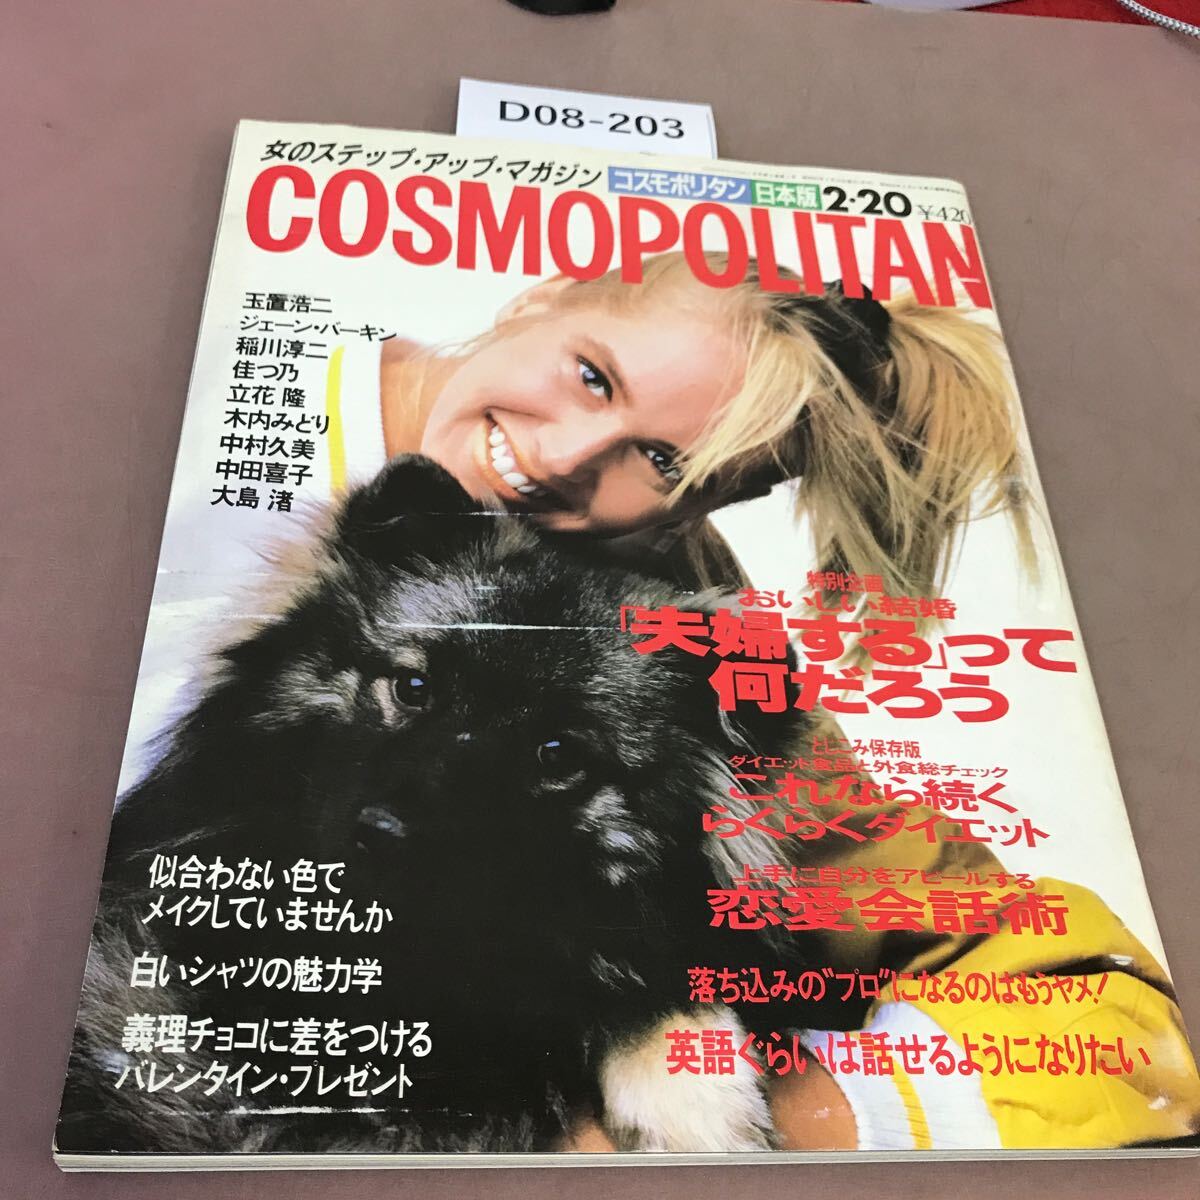 D08-203
女のステップ・アップ・マガジン
コスモポリタン 日本版 2・20 ¥420
COSMOPOLITAN
玉置浩二
ジェーン・バーキン
稲川淳二
佳つ乃
立花 隆
木内みどり
中村久美
中田喜子
大島 渚
特別企画
おいしい結婚
「夫婦する」って
何だろう
とじこみ保存版
ダイエット食品と外食総チェック
これなら続く
らくらくダイエット
上手に自分をアピールする
恋愛会話術
落ち込みの"プロ"になるのはもうヤメ!
英語ぐらいは話せるようになりたい
似合わない色で
メイクしていませんか
白いシャツの魅力学
義理チョコに差をつける
バレンタイン・プレゼント